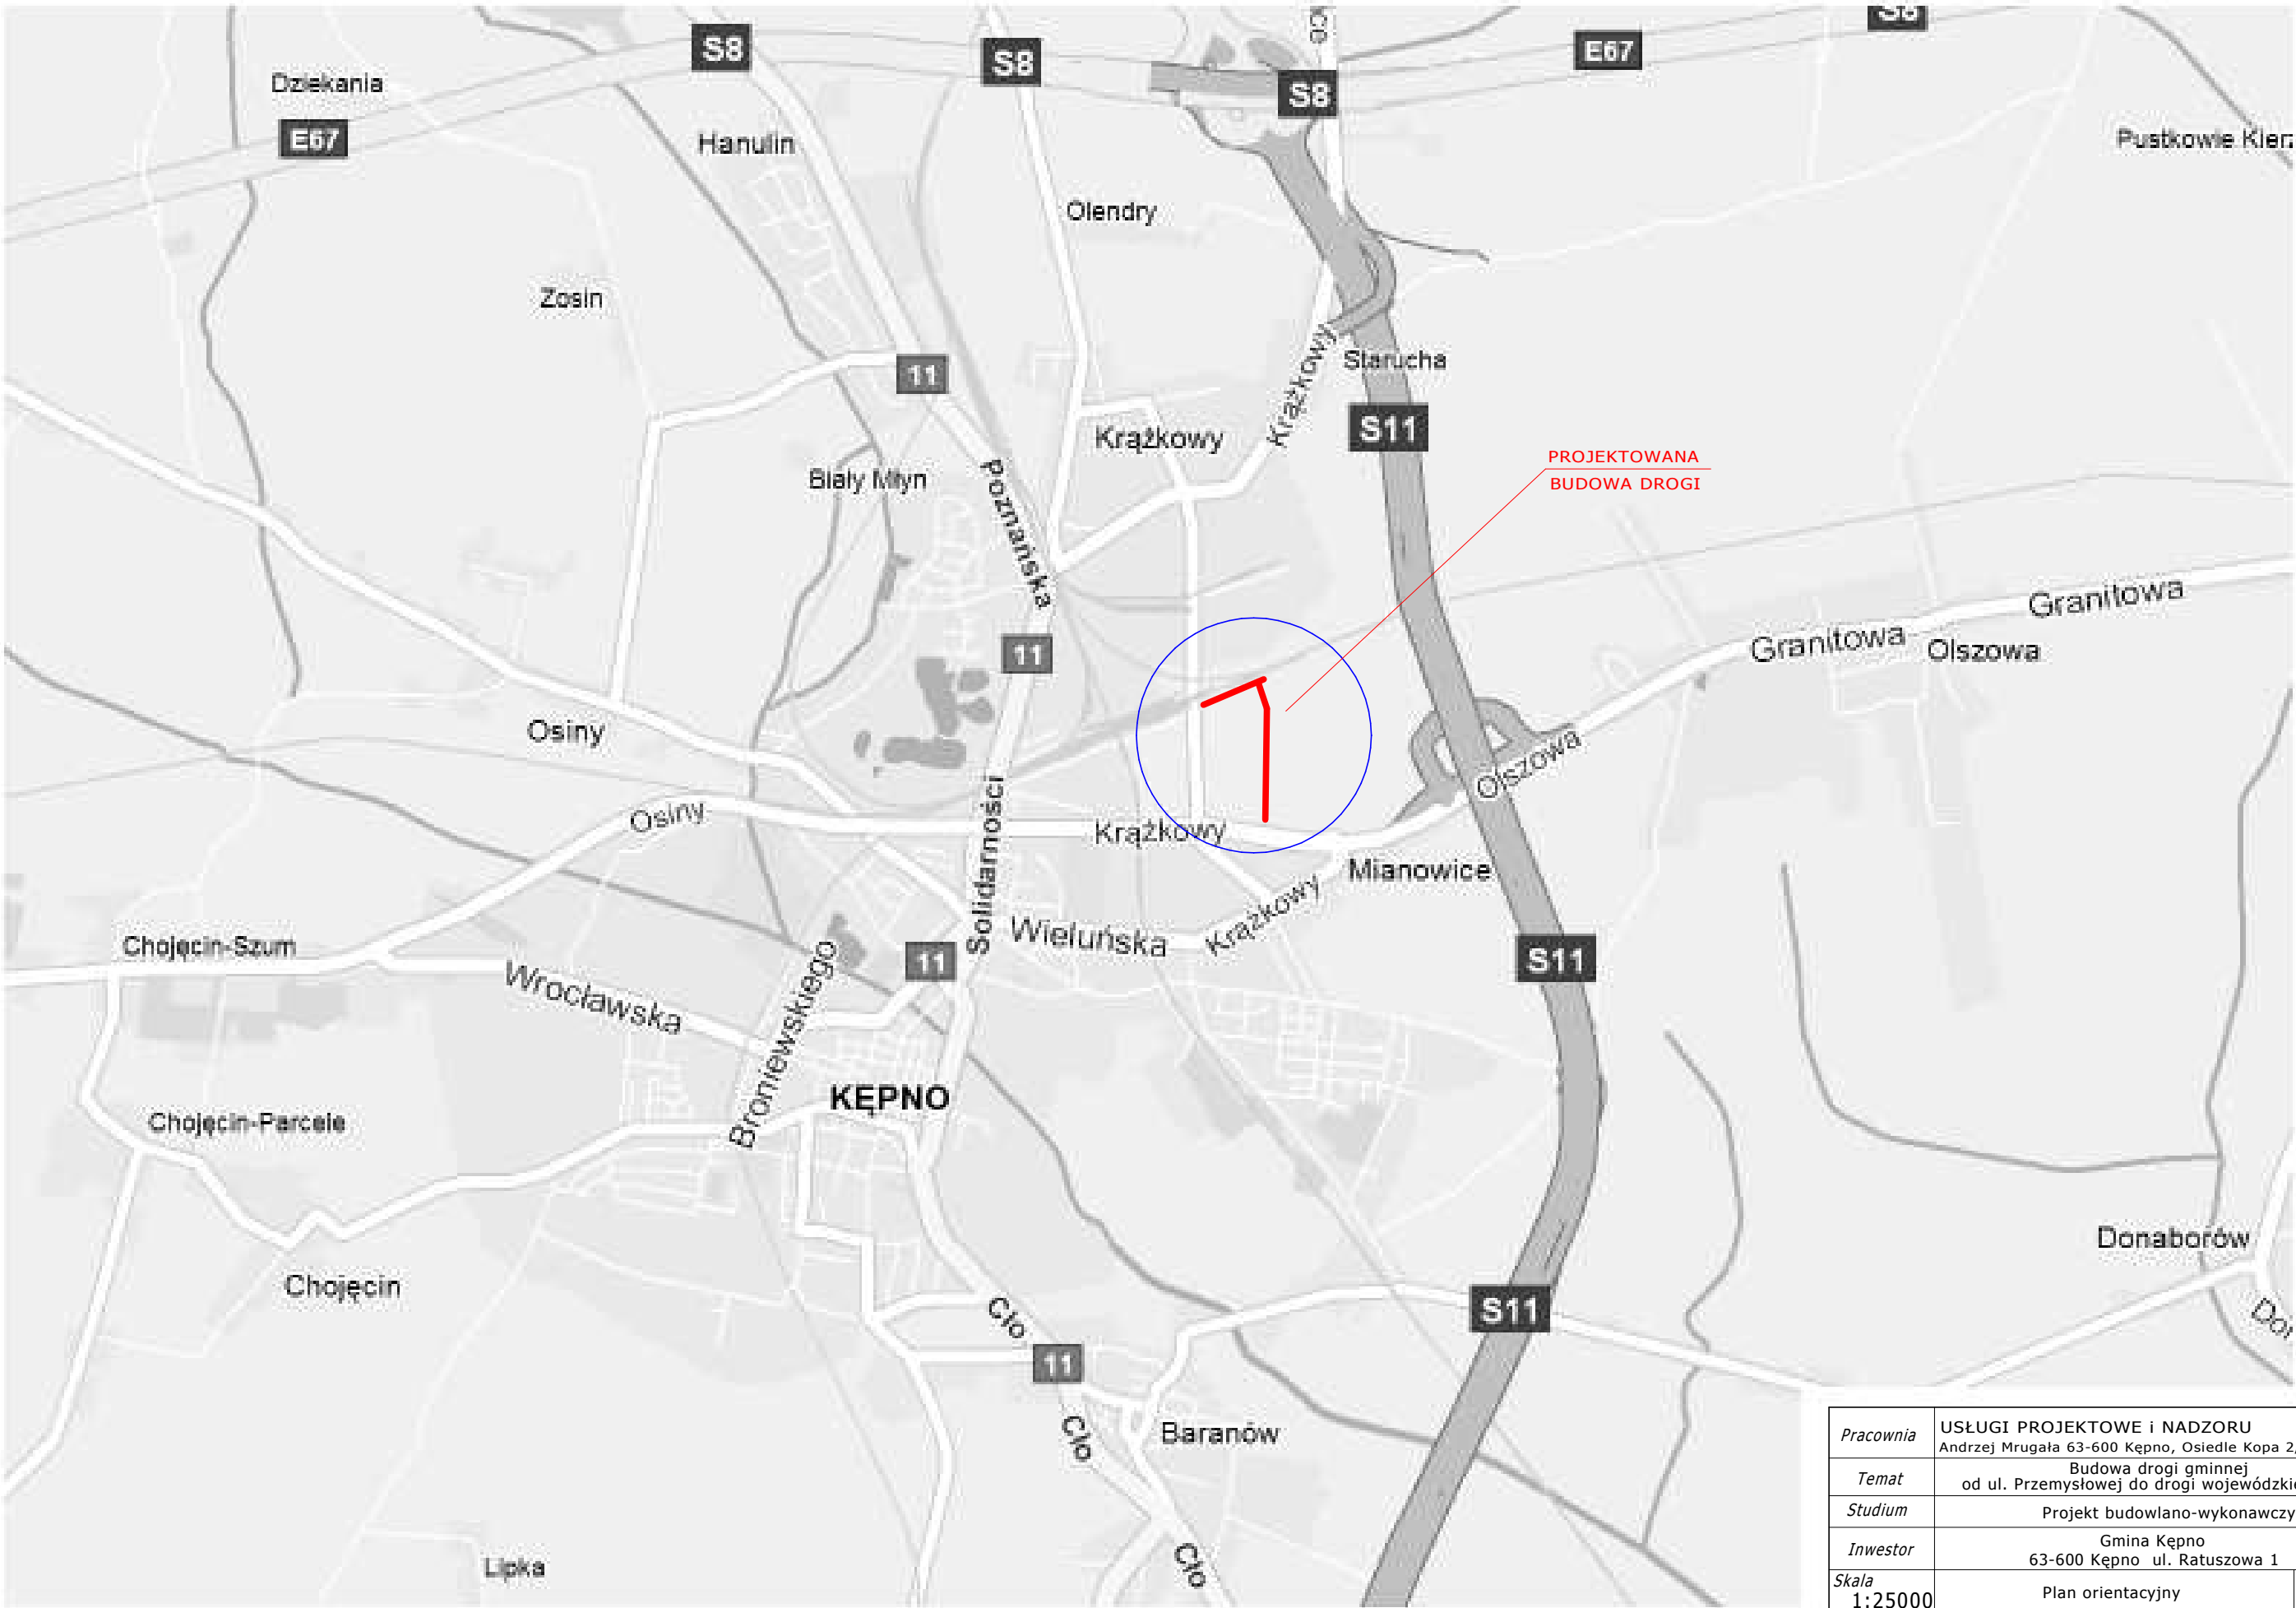 S8
S8
S8
E67
Dziekania
E67
Hanulin
Olendry
Zosin
11
Krążkowy
Starucha
Krążkowy
S11
Biały Młyn
Poznańska
PROJEKTOWANA
BUDOWA DROGI
11
Granitowa
Granitowa
Olszowa
Osiny
Olszowa
Osiny
Solidarności
Krążkowy
Mianowice
Krążkowy
Wieluńska
Chojęcin-Szum
11
S11
Wrocławska
Broniewskiego
KĘPNO
Chojęcin-Parcele
Chojęcin
Donaborów
S11
Cło
11
Cło
Baranów
Cło
Lipka
Pustkowie
Pracownia
USŁUGI PROJEKTOWE i NADZORU
Andrzej Mrugała 63-600 Kępno, Osiedle Kopa
Temat
Budowa drogi gminnej
od ul. Przemysłowej do drogi
Studium
Projekt budowlano-wykonawczy
Inwestor
Gmina Kępno
63-600 Kępno ul. Ratuszowa 1
Skala
1:25000
Plan orientacyjny